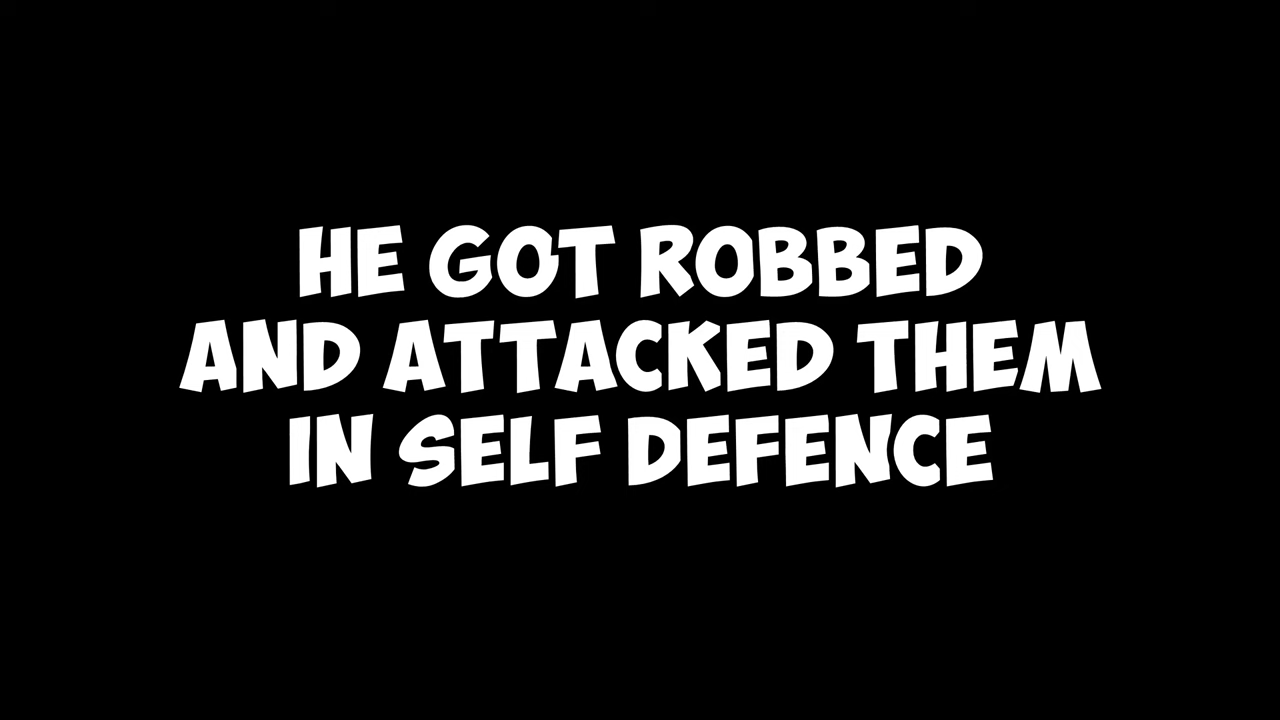 HE GOT ROBBED
AND ATTACKED THEM
IN SELF DEFENCE